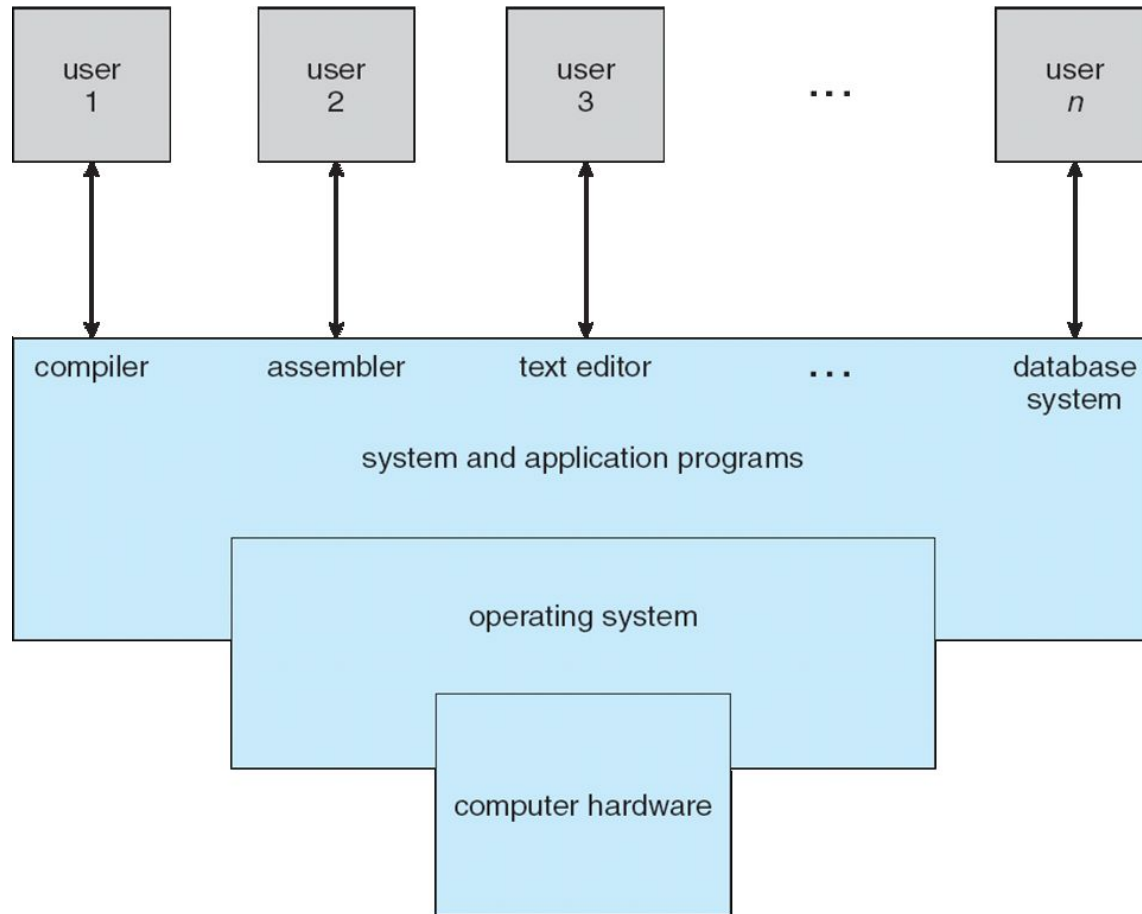 user
1
user
2
user
3
...
user
n
compiler
assembler
text editor
...
database
system
system and application programs
operating system
computer hardware